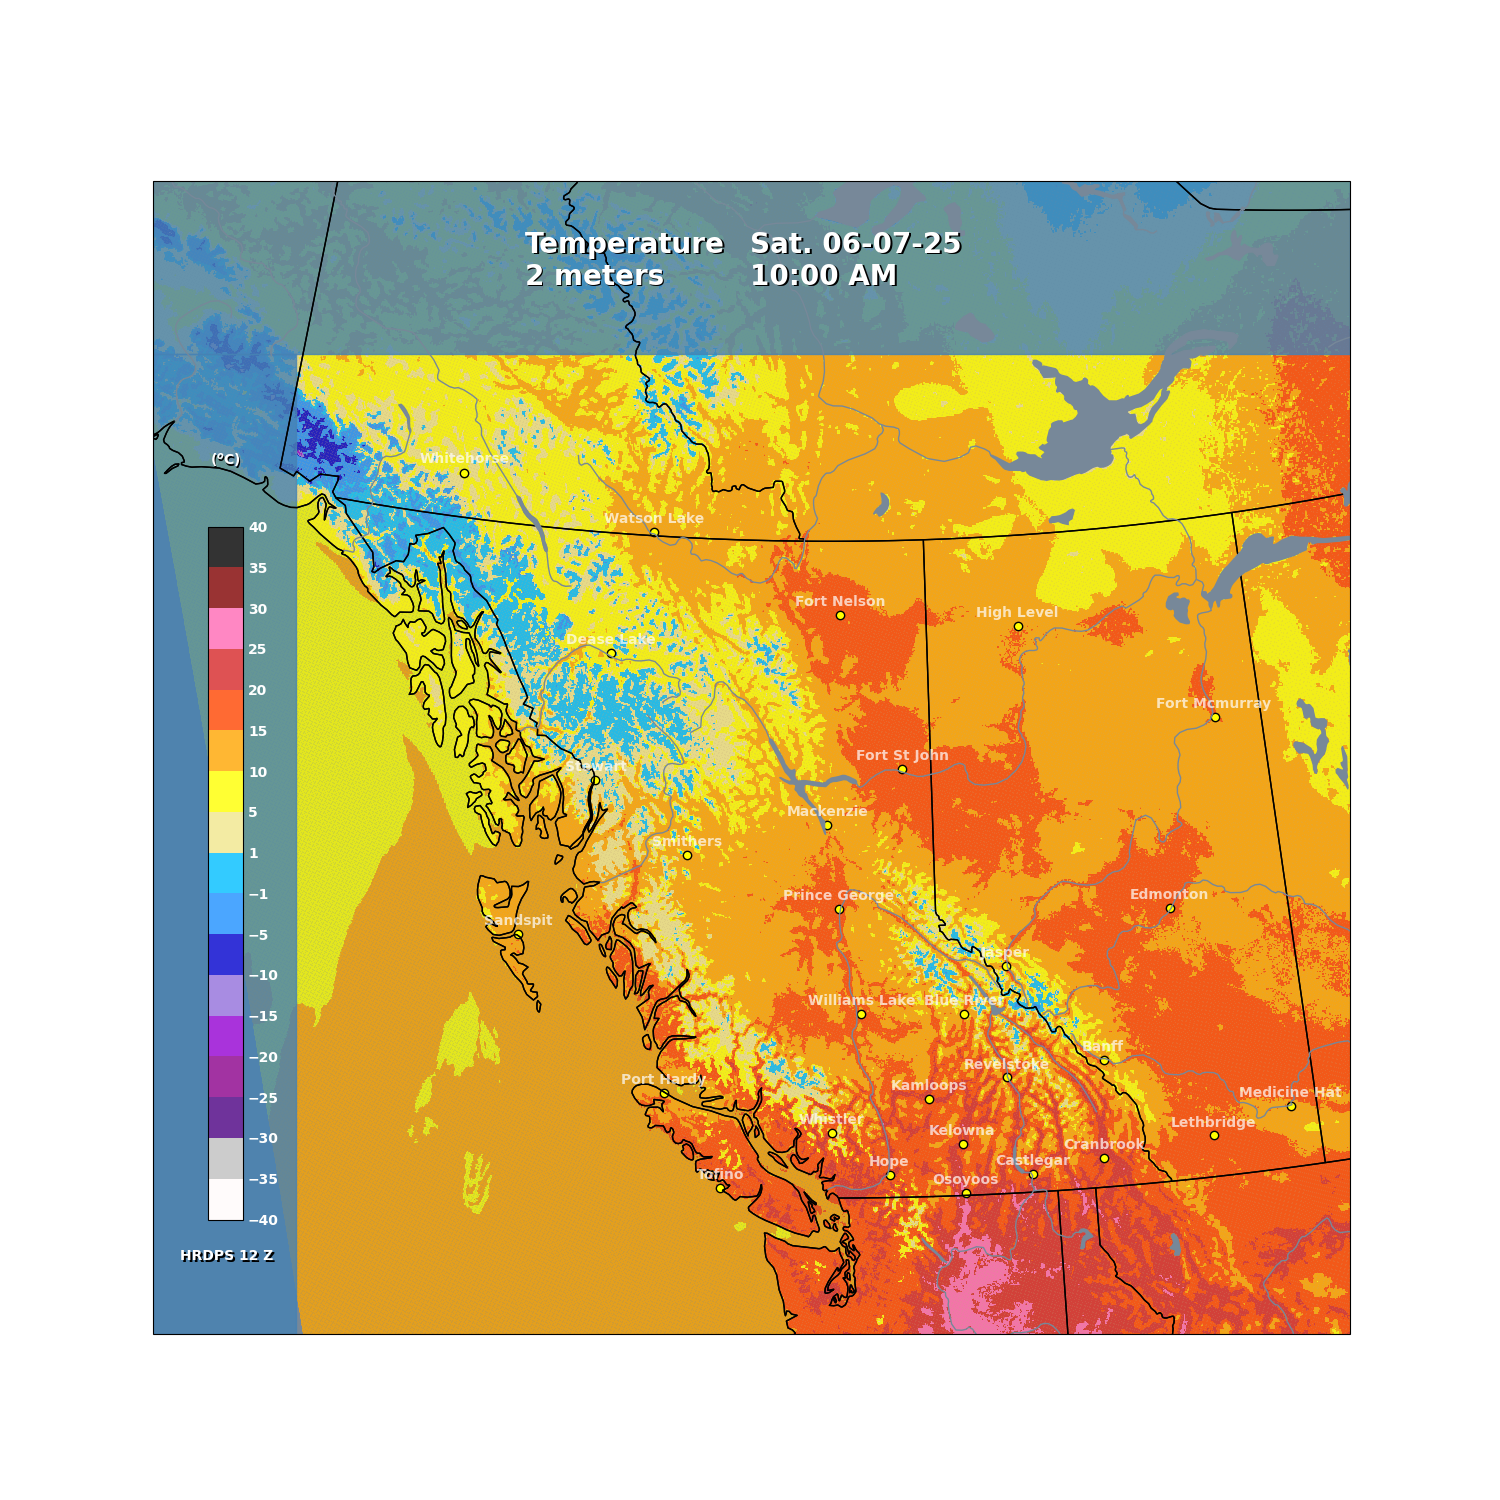 Temperature Sat. 06-07-25
2 meters 10:00 AM
Whitehorse
(°C)
Watson Lake
40
35
30
25
20
15
10
5
1
−1
−5
−10
−15
−20
−25
−30
−35
−40
Fort Nelson
High Level
Dease Lake
Fort Mcmurray
Fort St John
Stewart
Mackenzie
Smithers
Prince George
Edmonton
Sandspit
Jasper
Williams Lake
Blue River
Banff
Revelstoke
Port Hardy
Kamloops
Medicine Hat
Whistler
Lethbridge
Kelowna
Cranbrook
Hope
Castlegar
Tofino
Osoyoos
HRDPS 12 Z